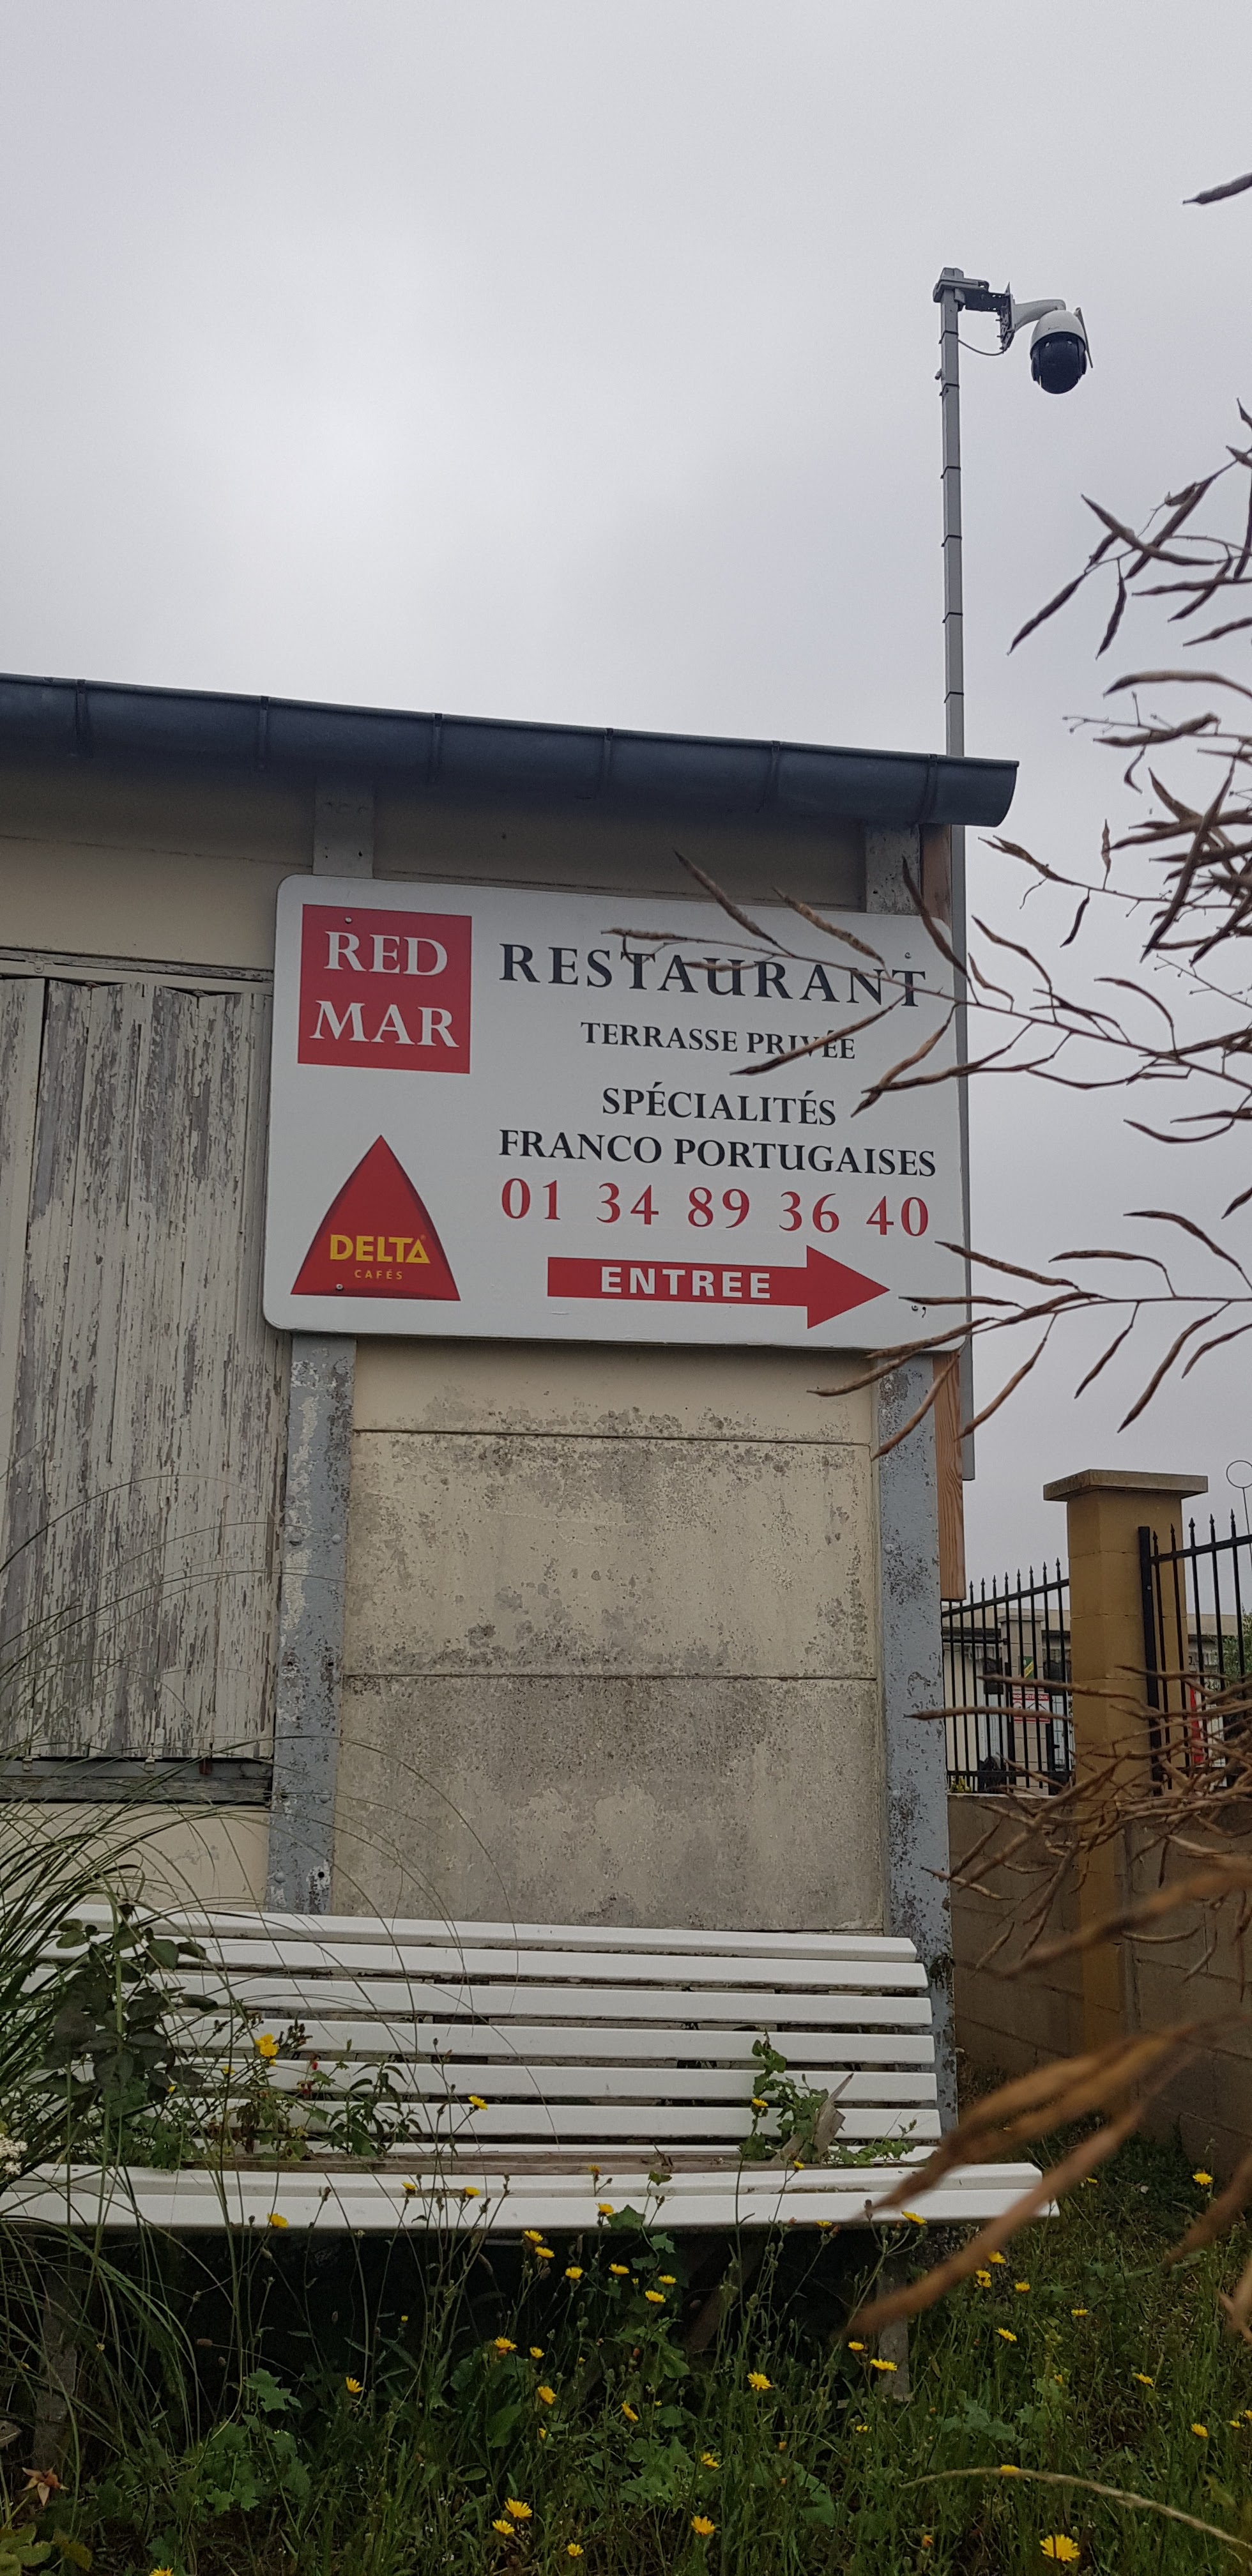 RED
MAR
RESTAURANT
TERRASSE PRIVÉE
SPÉCIALITÉS
FRANCO PORTUGAISES
01 34 89 36 40
DELTA
CAFÉS
ENTREE